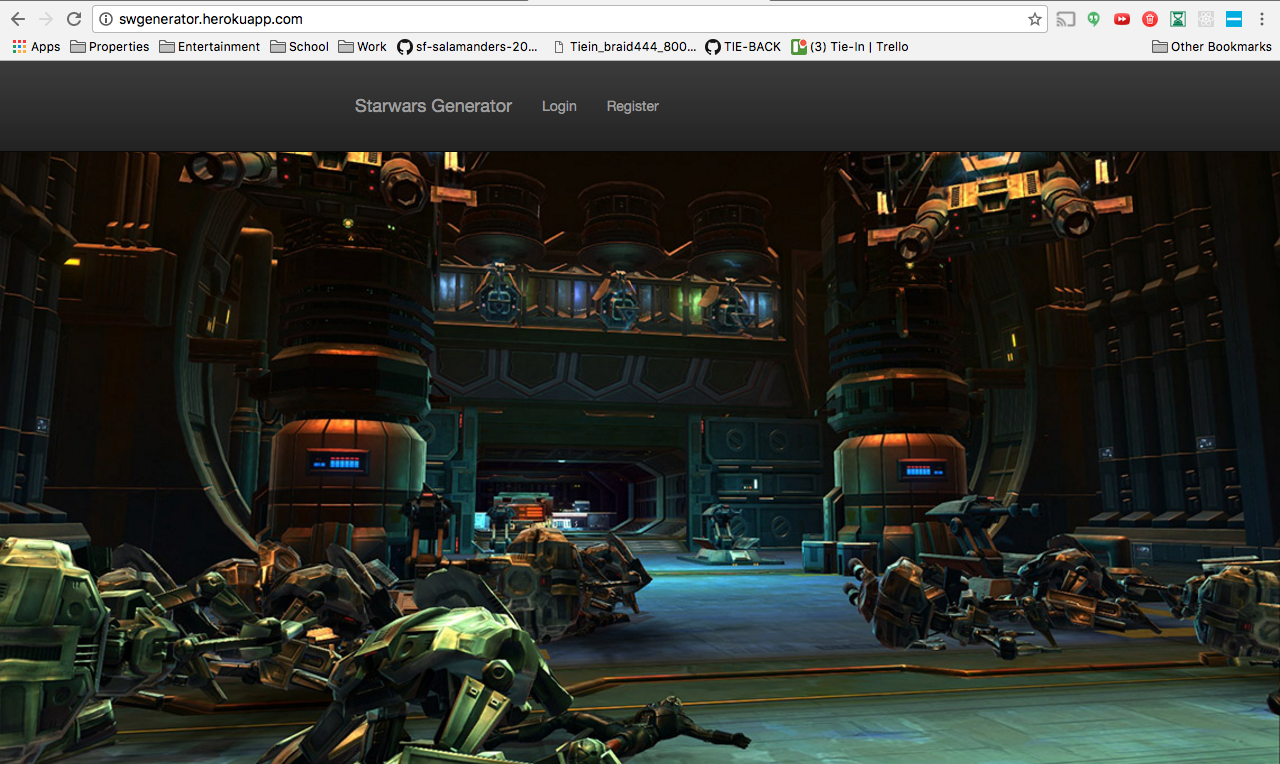 swgenerator.herokuapp.com
Apps Properties Entertainment School Work sf-salamanders-20... Tiein_braid444_800... TIE-BACK (3) Tie-In | Trello Other Bookmarks
Starwars Generator Login Register